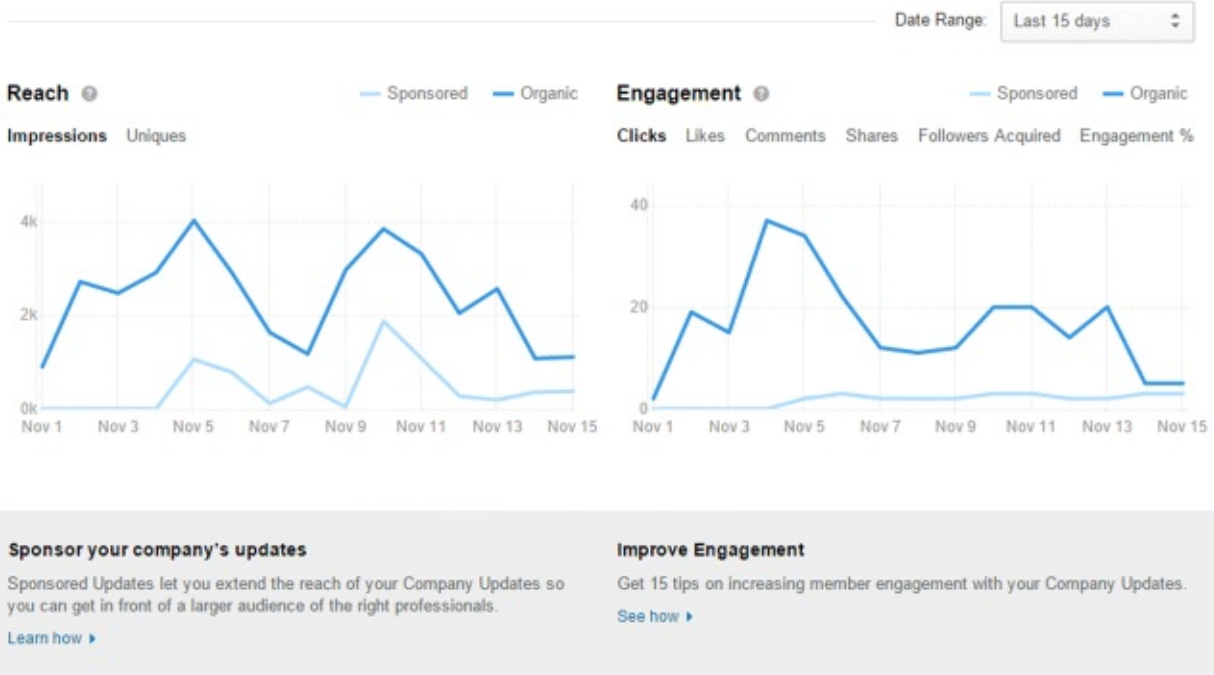 Date Range: Last 15 days
Reach ? Sponsored Organic
Impressions Uniques
4k
2k
0k
Nov 1 Nov 3 Nov 5 Nov 7 Nov 9 Nov 11 Nov 13 Nov 15
Engagement ? Sponsored Organic
Clicks Likes Comments Shares Followers Acquired Engagement %
40
20
0
Nov 1 Nov 3 Nov 5 Nov 7 Nov 9 Nov 11 Nov 13 Nov 15
Sponsor your company's updates
Sponsored Updates let you extend the reach of your Company Updates so
you can get in front of a larger audience of the right professionals.
Learn how
Improve Engagement
Get 15 tips on increasing member engagement with your Company Updates.
See how